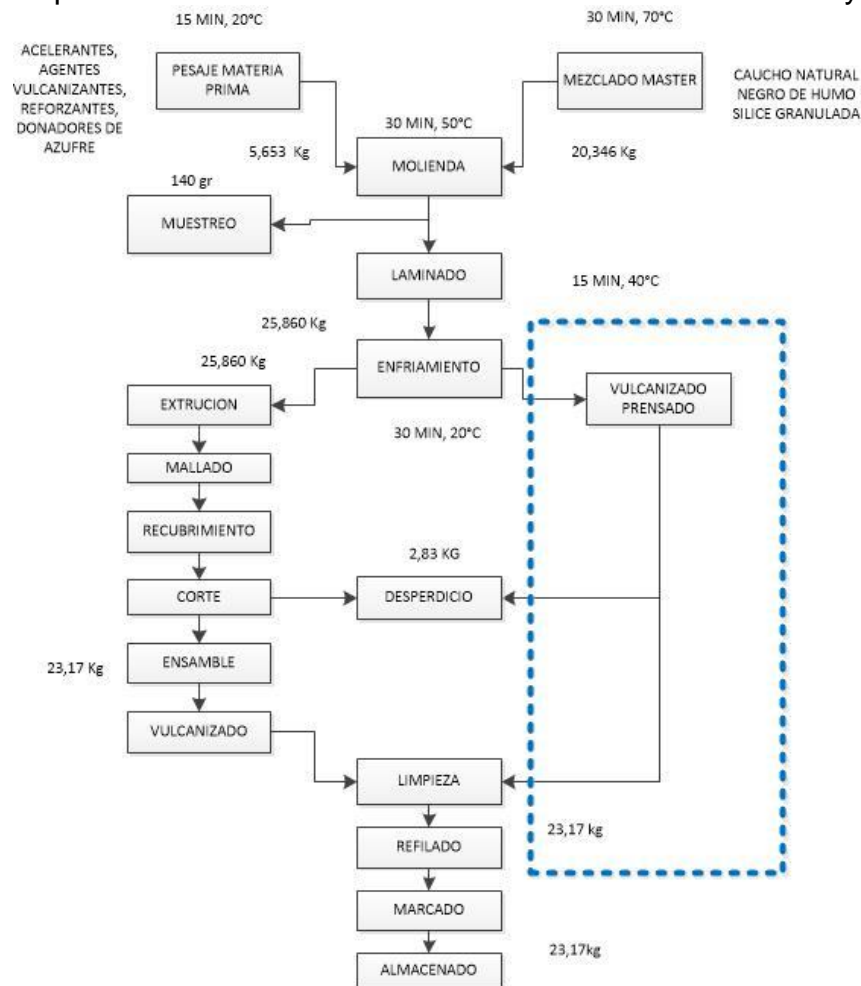 15 MIN, 20°C
30 MIN, 70°C
ACELERANTES,
AGENTES
VULCANIZANTES,
REFORZANTES,
DONADORES DE
AZUFRE
PESAJE MATERIA
PRIMA
MEZCLADO MASTER
CAUCHO NATURAL
NEGRO DE HUMO
SILICE GRANULADA
30 MIN, 50°C
5,653 Kg
MOLIENDA
20,346 Kg
140 gr
MUESTREO
LAMINADO
15 MIN, 40°C
25,860 Kg
ENFRIAMIENTO
25,860 Kg
EXTRUCION
VULCANIZADO
PRENSADO
30 MIN, 20°C
MALLADO
RECUBRIMIENTO
2,83 KG
CORTE
DESPERDICIO
ENSAMBLE
23,17 Kg
VULCANIZADO
LIMPIEZA
23,17 kg
REFILADO
MARCADO
23,17kg
ALMACENADO